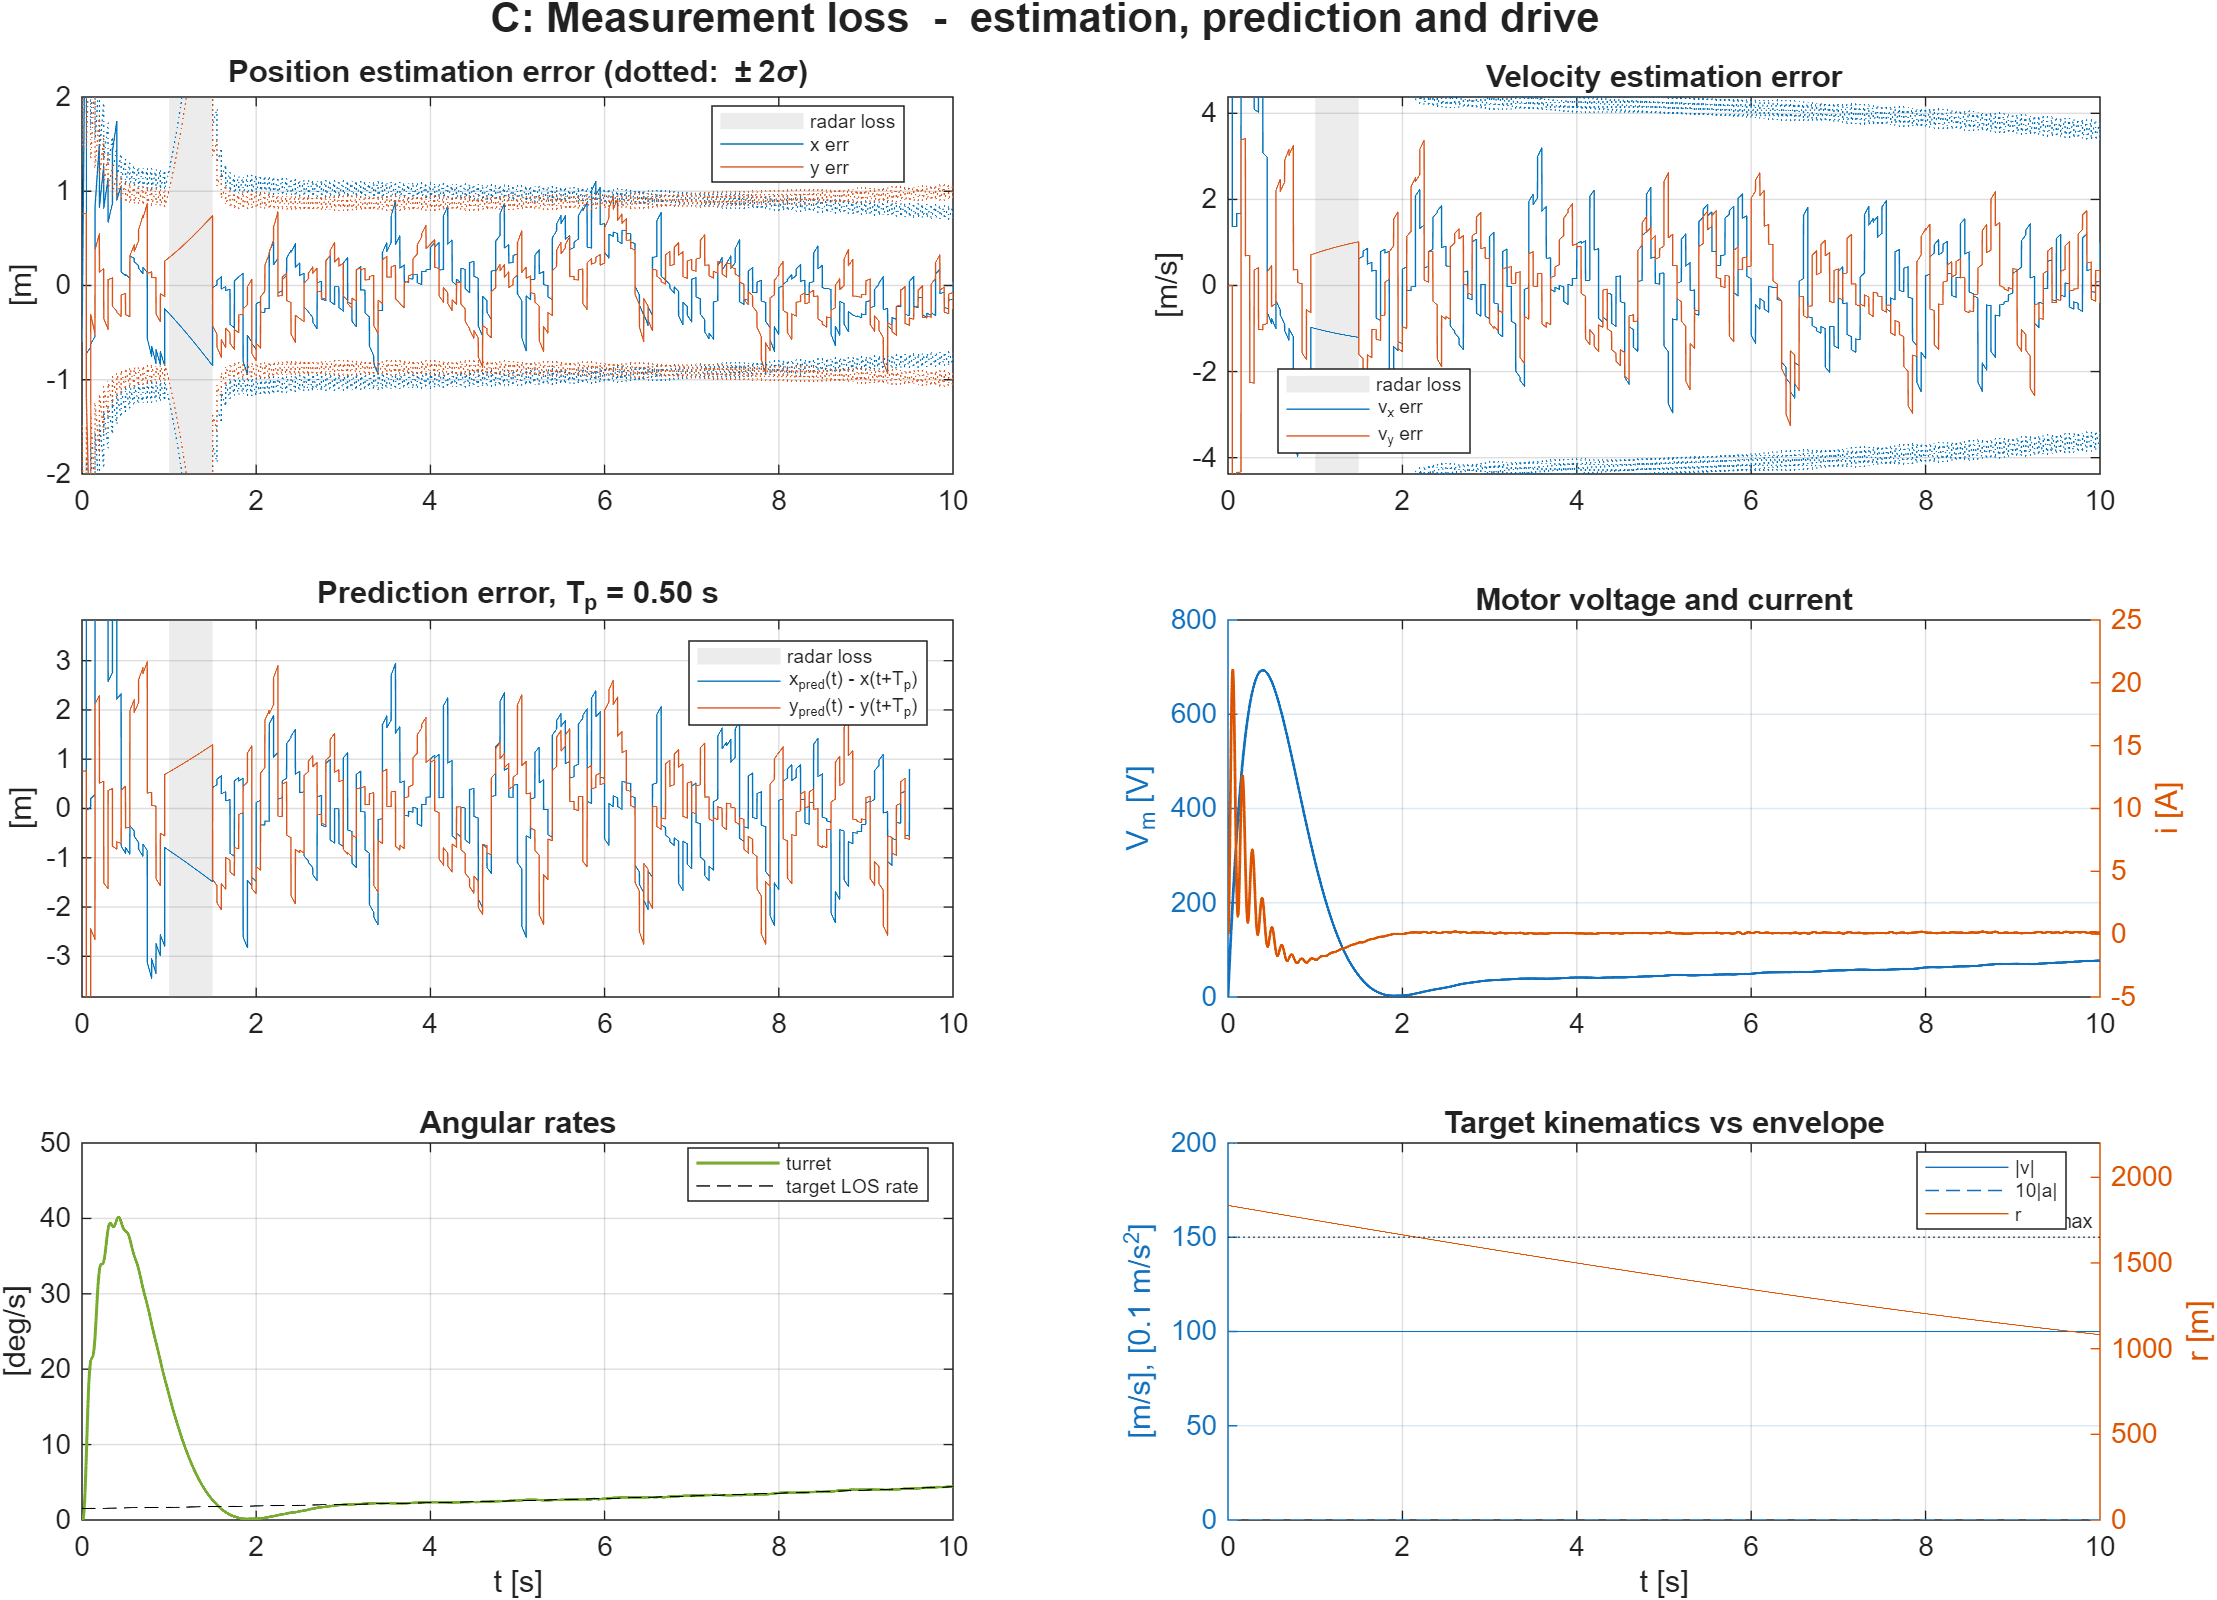 C: Measurement loss - estimation, prediction and drive
Position estimation error (dotted: ± 2σ)
2
1
0
-1
-2
[m]
0 2 4 6 8 10
radar loss
x err
y err
Velocity estimation error
4
2
0
-2
-4
[m/s]
0 2 4 6 8 10
radar loss
vx err
vy err
Prediction error, Tp = 0.50 s
3
2
1
0
-1
-2
-3
[m]
0 2 4 6 8 10
radar loss
xpred(t) - x(t+Tp)
ypred(t) - y(t+Tp)
Motor voltage and current
800
600
400
200
0
Vm [V]
25
20
15
10
5
0
-5
i [A]
0 2 4 6 8 10
Angular rates
50
40
30
20
10
0
[deg/s]
0 2 4 6 8 10
t [s]
turret
target LOS rate
Target kinematics vs envelope
200
150
100
50
0
[m/s], [0.1 m/s2]
2000
1500
1000
500
0
r [m]
0 2 4 6 8 10
t [s]
|v|
10|a|
r